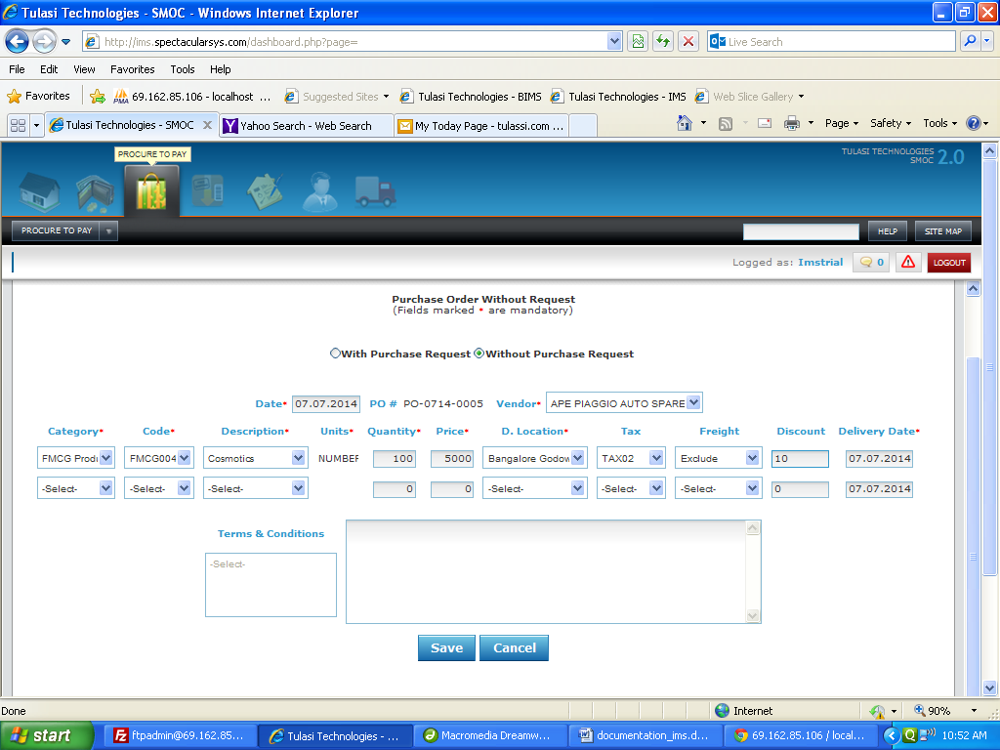 Tulasi Technologies - SMOC - Windows Internet Explorer
http://ims.spectacularsys.com/dashboard.php?page=
Live Search
File Edit View Favorites Tools Help
Favorites
PMA 69.162.85.106 - localhost ...
Suggested Sites
Tulasi Technologies - BIMS
Tulasi Technologies - IMS
Web Slice Gallery
Tulasi Technologies - SMOC X
Yahoo Search - Web Search
My Today Page - tulassi.com ...
Page Safety Tools
PROCURE TO PAY
TULASI TECHNOLOGIES
SMOC 2.0
PROCURE TO PAY
HELP SITE MAP
Logged as: Imstrial 0 LOGOUT
Purchase Order Without Request
(Fields marked * are mandatory)
With Purchase Request Without Purchase Request
Date* 07.07.2014 PO # PO-0714-0005 Vendor* APE PIAGGIO AUTO SPARE
Category* Code* Description* Units* Quantity* Price* D. Location* Tax Freight Discount Delivery Date*
FMCG Prod FMCG004 Cosmotics NUMBER 100 5000 Bangalore Godow TAX02 Exclude 10 07.07.2014
-Select- -Select- -Select- 0 0 -Select- -Select- -Select- 0 07.07.2014
Terms & Conditions
-Select-
Save Cancel
Done Internet 90%
start
ftpadmin@69.162.85....
Tulasi Technologies - ...
Macromedia Dreamw...
documentation_ims.d...
69.162.85.106 / local...
10:52 AM